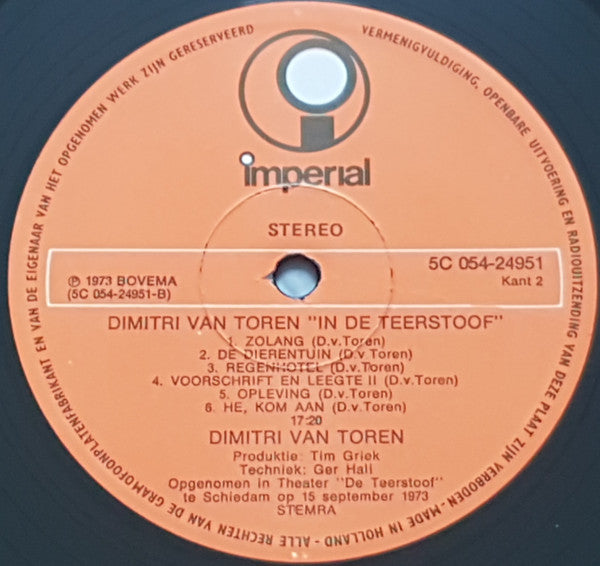 ALLE RECHTEN VAN DE GRAMOFOONPLATENFABRIKANT EN VAN DE EIGENAAR VAN HET OPGENOMEN WERK ZIJN GERESERVEERD
VERMENIGVULDIGING, OPENBARE UITVOERING EN RADIOUITZENDING VAN DEZE PLAAT ZIJN VERBODEN-MADE IN HOLLAND -
imperial
STEREO
5C 054-24951
Kant 2
℗ 1973 BOVEMA
(5C 054-24951-B)
DIMITRI VAN TOREN "IN DE TEERSTOOF"
1. ZOLANG (D.v.Toren)
2. DE DIERENTUIN (D.v Toren)
3. REGENHOTEL (D.v.Toren)
4. VOORSCHRIFT EN LEEGTE II (D.v.Toren)
5. OPLEVING (D.v.Toren)
6. HE, KOM AAN (D.v.Toren)
17:20
DIMITRI VAN TOREN
Produktie: Tim Griek
Techniek: Ger Hall
Opgenomen in Theater "De Teerstoof"
te Schiedam op 15 september 1973
STEMRA